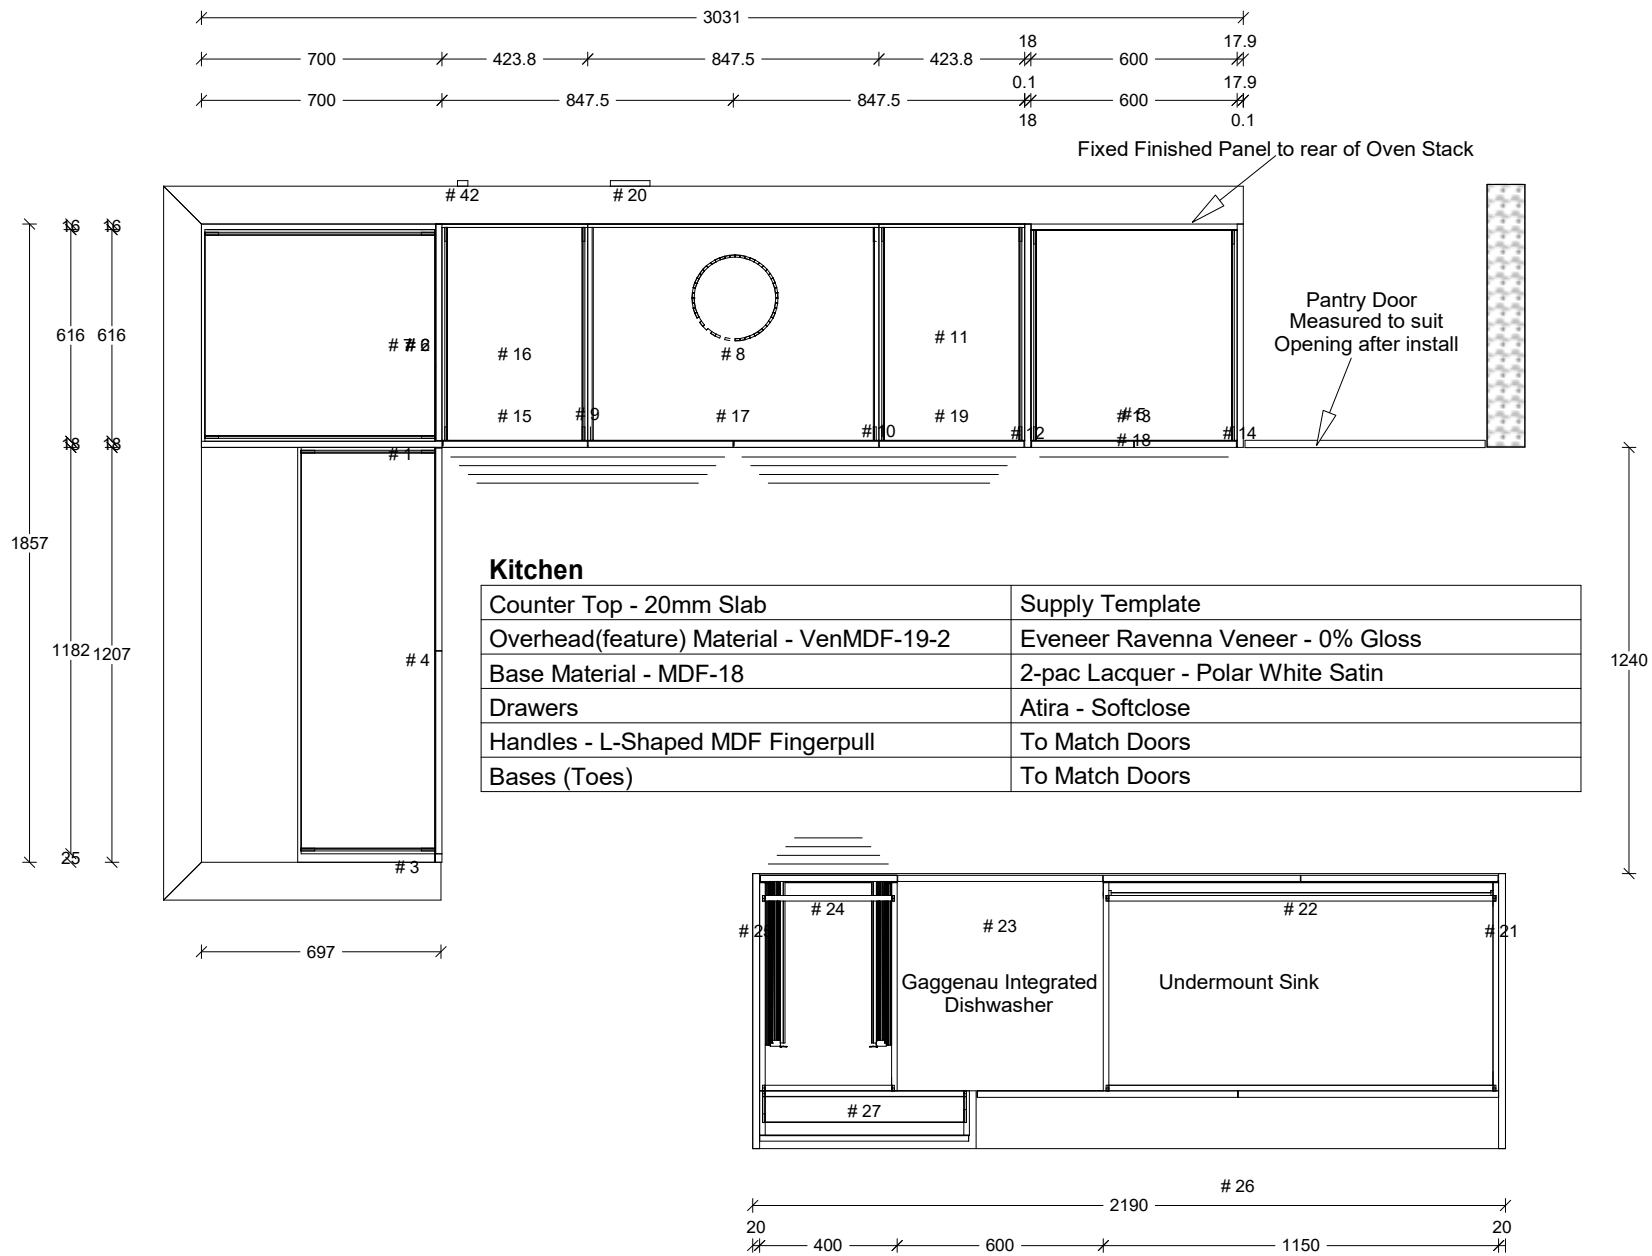 3031
18 17.9
700 423.8 847.5 423.8 600
0.1 17.9
700 847.5 847.5 600
18 0.1
Fixed Finished Panel to rear of Oven Stack
# 42 # 20
16 16
Pantry Door
Measured to suit
Opening after install
616 616
# 11
# 2
# 16 # 8
# 15 # 9 # 17 # 19 # 13
# 10 # 12 # 14
18 18 # 18
# 1
1857
Kitchen
Counter Top - 20mm Slab Supply Template
Overhead(feature) Material - VenMDF-19-2 Eveneer Ravenna Veneer - 0% Gloss
1182 1207 # 4 1240
Base Material - MDF-18 2-pac Lacquer - Polar White Satin
Drawers Atira - Softclose
Handles - L-Shaped MDF Fingerpull To Match Doors
Bases (Toes) To Match Doors
25
# 3
# 24 # 23 # 22
# 25 # 21
697
Gaggenau Integrated
Dishwasher
Undermount Sink
# 27
# 26
2190
20 20
400 600 1150